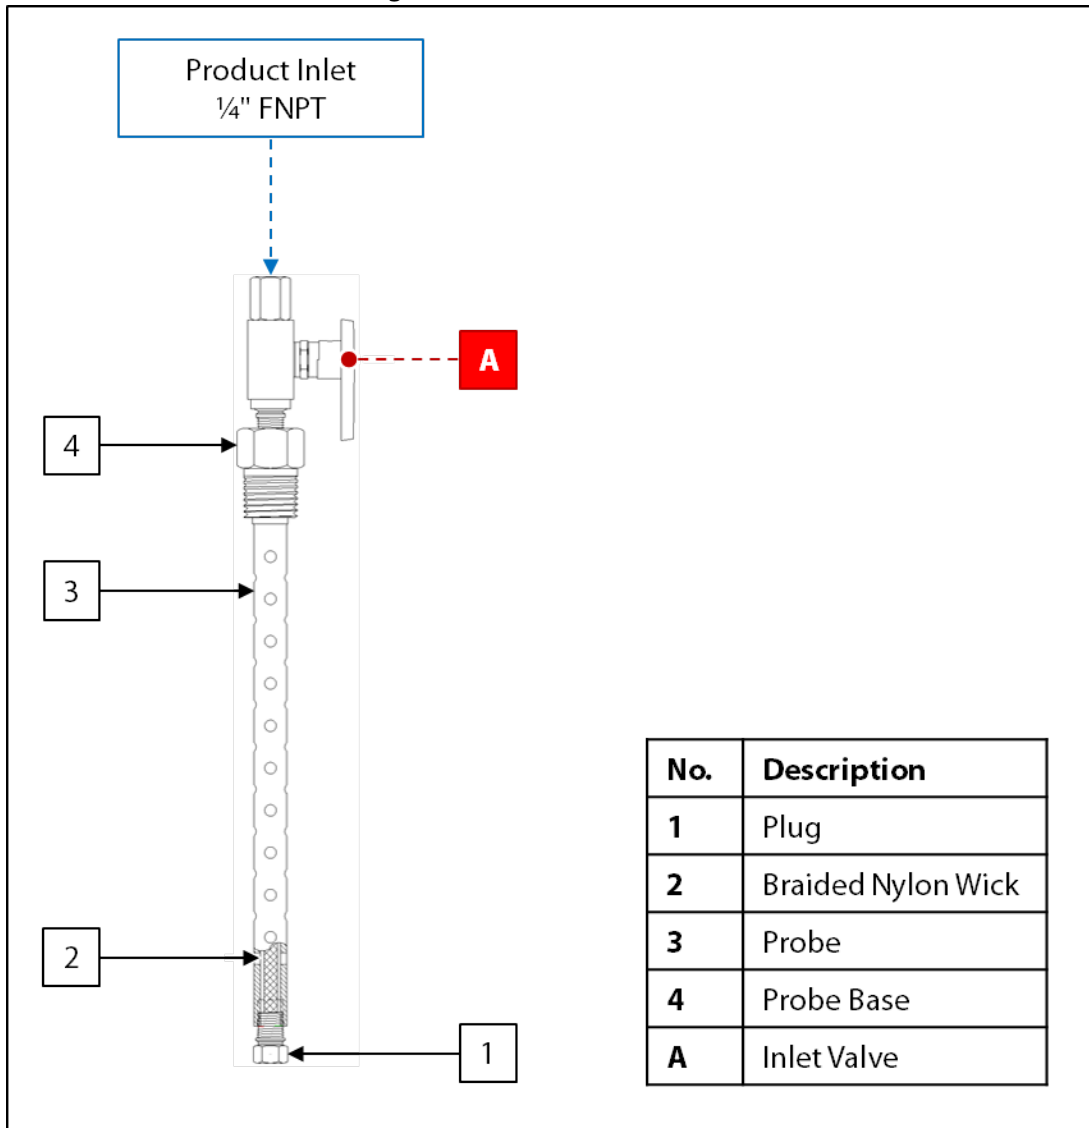 Product Inlet
¼" FNPT
A
4
3
2
1
No. Description
1 Plug
2 Braided Nylon Wick
3 Probe
4 Probe Base
A Inlet Valve